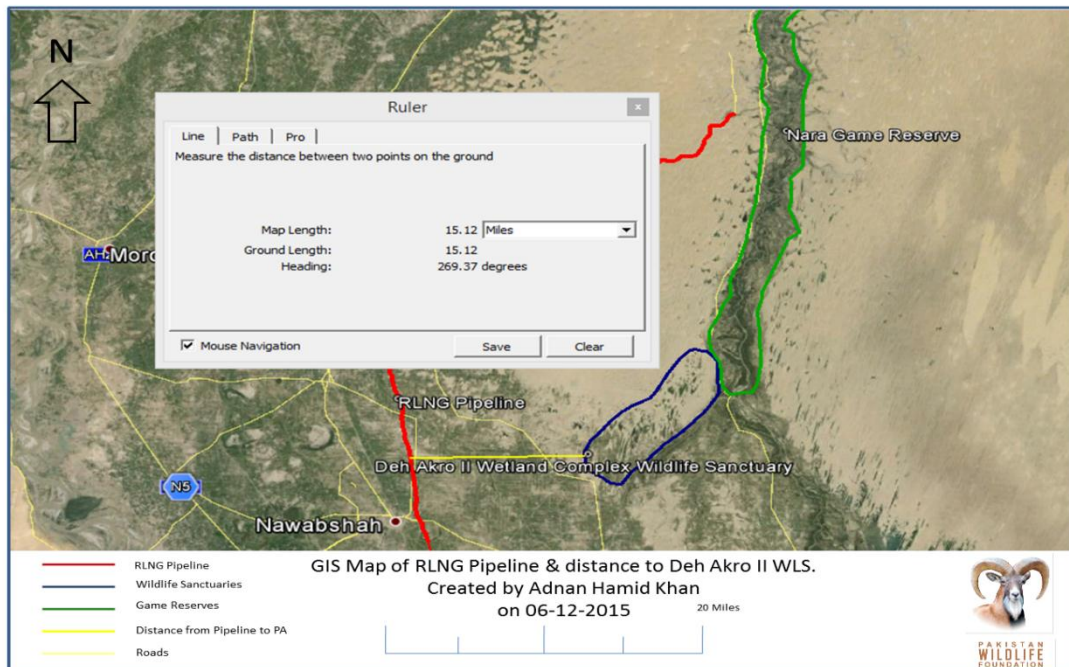 N
Ruler
x
Line Path Pro
Measure the distance between two points on the ground
Map Length: 15.12 Miles
Ground Length: 15.12
Heading: 269.37 degrees
Mouse Navigation
Save Clear
Nara Game Reserve
AH
Moro
RLNG Pipeline
Deh Akro II Wetland Complex Wildlife Sanctuary
N5
Nawabshah
RLNG Pipeline
Wildlife Sanctuaries
Game Reserves
Distance from Pipeline to PA
Roads
GIS Map of RLNG Pipeline & distance to Deh Akro II WLS.
Created by Adnan Hamid Khan
on 06-12-2015
20 Miles
PAKISTAN
WILDLIFE
FOUNDATION